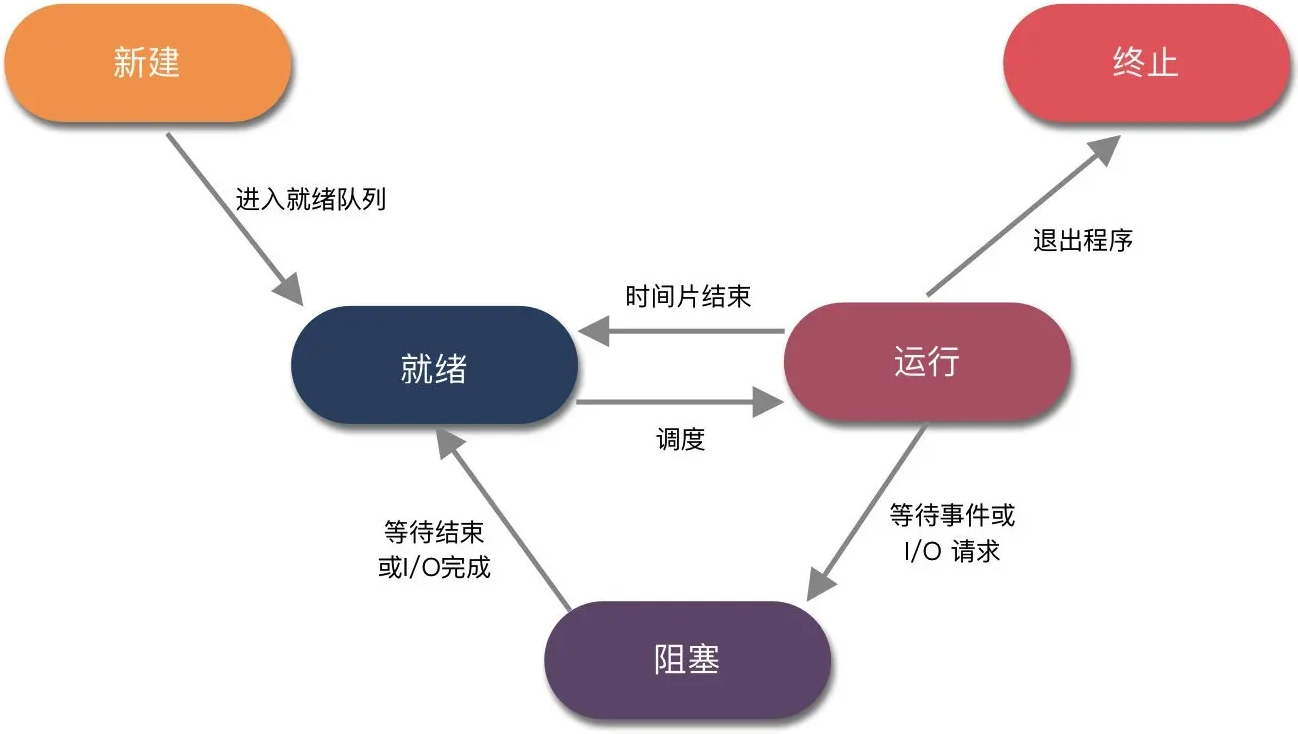 新建
终止
进入就绪队列
退出程序
时间片结束
就绪
运行
调度
等待结束
或I/O完成
等待事件或
I/O 请求
阻塞